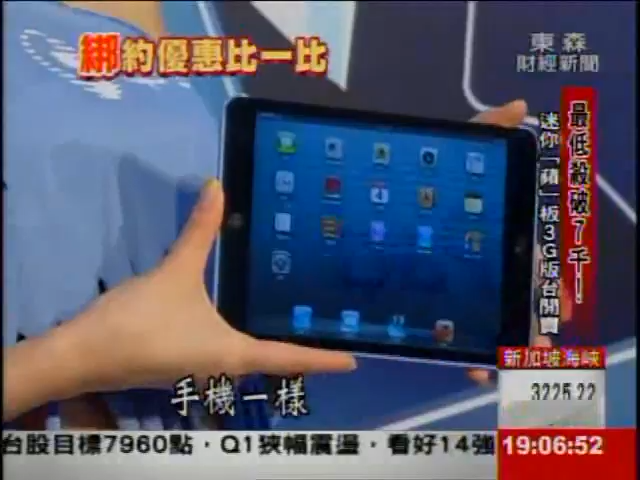 綁約優惠比一比
東森
財經新聞
最低殺破7千!
迷你「蘋」板3G版台開賣
手機一樣
新加坡海峽
3225.22
台股目標7960點，Q1狹幅震盪，看好14強
19:06:52